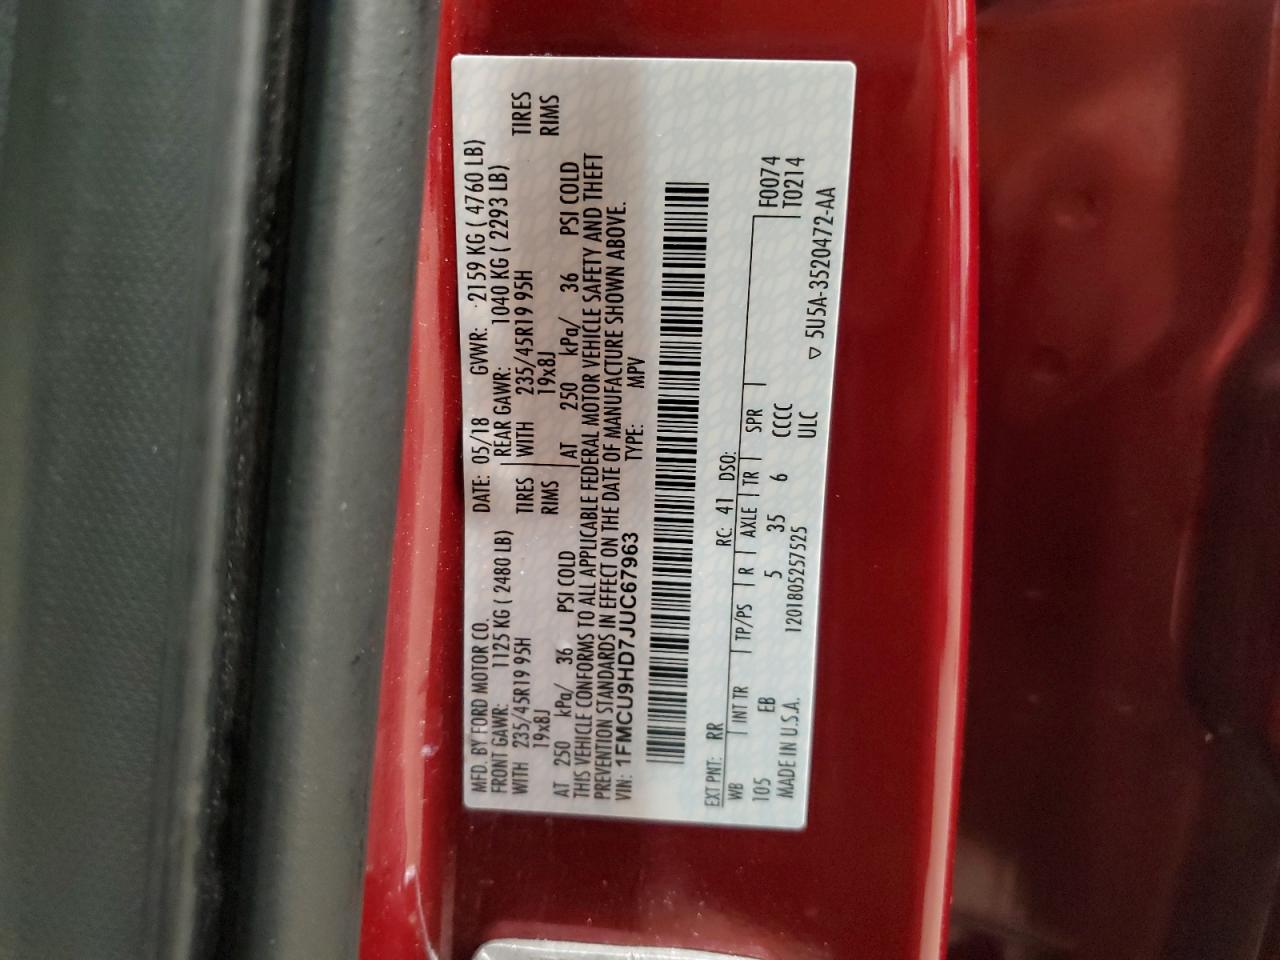 MFD. BY FORD MOTOR CO. DATE: 05/18 GVWR: 2159 KG ( 4760 LB)
FRONT GAWR: 1125 KG ( 2480 LB) REAR GAWR: 1040 KG ( 2293 LB)
WITH 235/45R19 95H TIRES WITH 235/45R19 95H TIRES
19x8J RIMS 19x8J RIMS
AT 250 kPa/ 36 PSI COLD AT 250 kPa/ 36 PSI COLD
THIS VEHICLE CONFORMS TO ALL APPLICABLE FEDERAL MOTOR VEHICLE SAFETY AND THEFT
PREVENTION STANDARDS IN EFFECT ON THE DATE OF MANUFACTURE SHOWN ABOVE.
VIN: 1FMCU9HD7JUC67963 TYPE: MPV
EXT PNT: RR RC: 41 DSO:
WB INT TR TP/PS R AXLE TR SPR F0074
105 EB 5 35 6 CCCC T0214
MADE IN U.S.A. 1201805257525 ULC
▽ 5U5A-3520472-AA